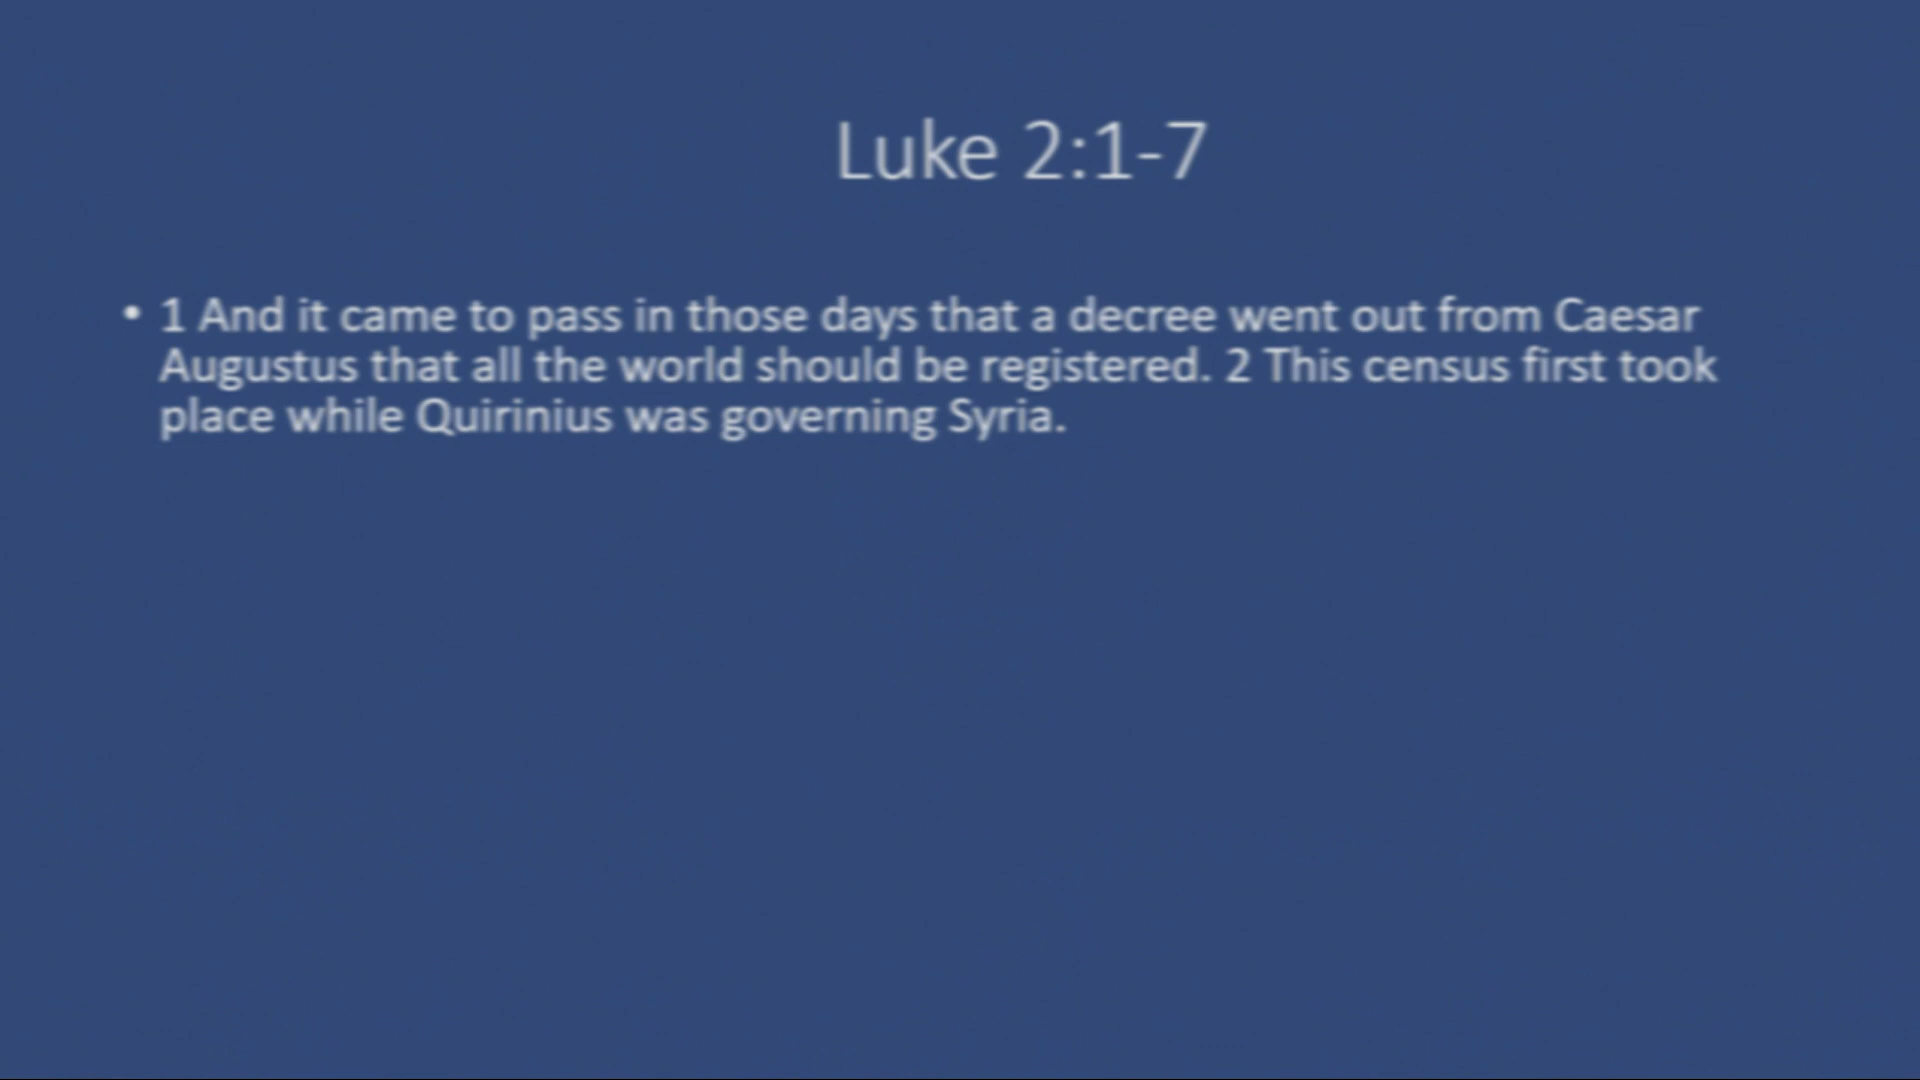 Luke 2:1-7
• 1 And it came to pass in those days that a decree went out from Caesar
Augustus that all the world should be registered. 2 This census first took
place while Quirinius was governing Syria.